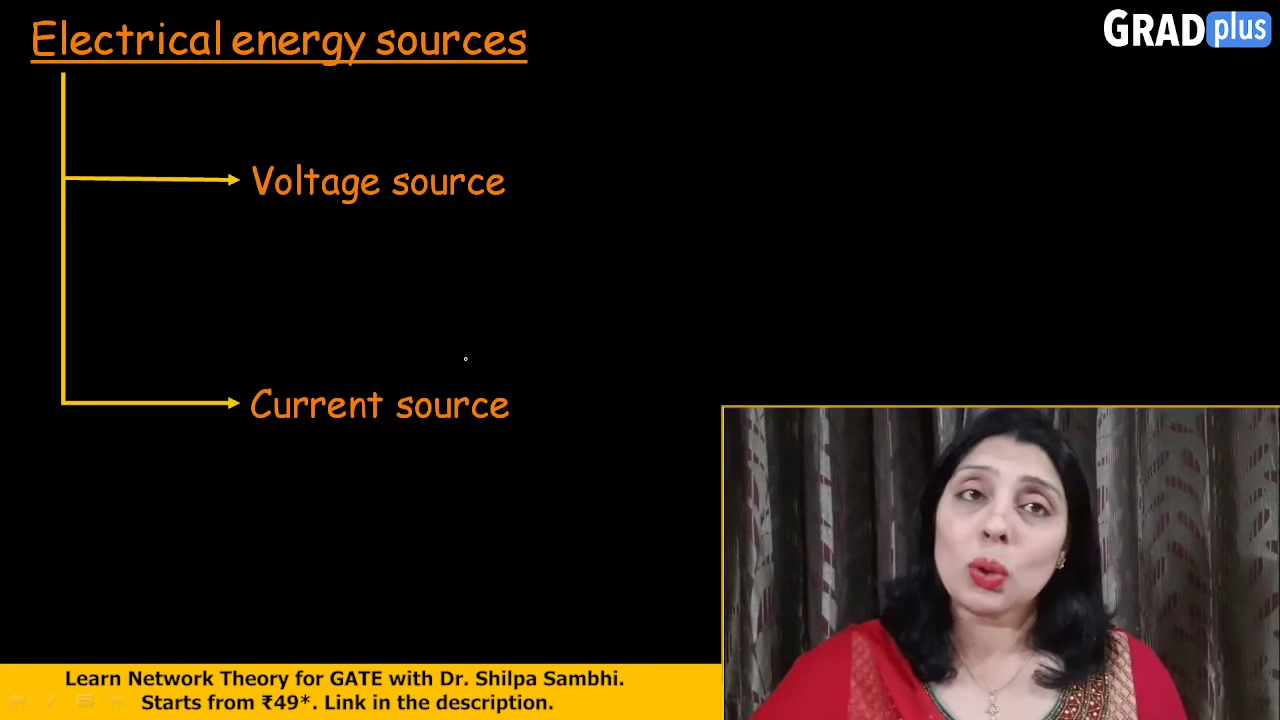 Electrical energy sources
GRADplus
Voltage source
Current source
Learn Network Theory for GATE with Dr. Shilpa Sambhi.
Starts from ₹49*. Link in the description.